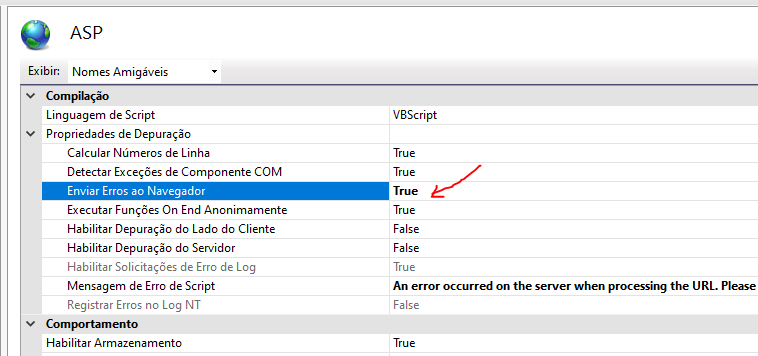 ASP
Exibir: Nomes Amigáveis
Compilação
Linguagem de Script VBScript
Propriedades de Depuração
Calcular Números de Linha True
Detectar Exceções de Componente COM True
Enviar Erros ao Navegador True
Executar Funções On End Anonimamente True
Habilitar Depuração do Lado do Cliente False
Habilitar Depuração do Servidor False
Habilitar Solicitações de Erro de Log True
Mensagem de Erro de Script An error occurred on the server when processing the URL. Please
Registrar Erros no Log NT False
Comportamento
Habilitar Armazenamento True